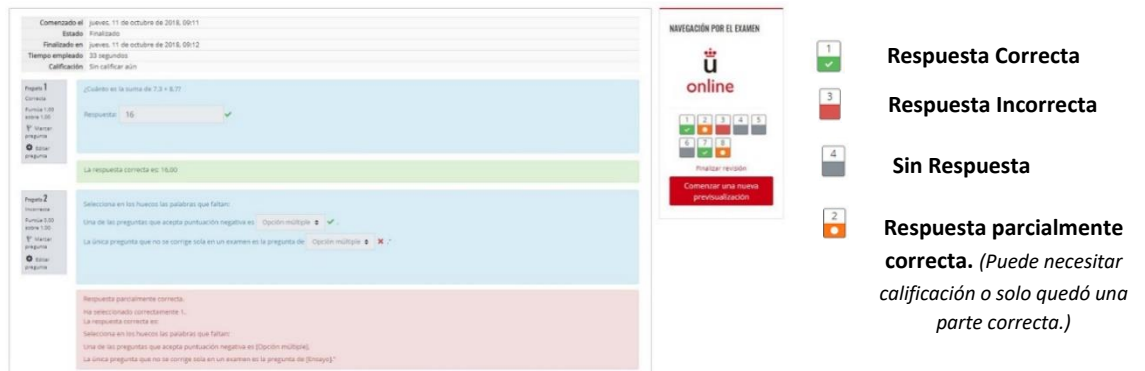 Comenzado el jueves, 11 de octubre de 2018, 09:11
Estado Finalizado
Finalizado en jueves, 11 de octubre de 2018, 09:12
Tiempo empleado 33 segundos
Calificación Sin calificar aún
Pregunta 1
Correcta
Puntúa 1,00
sobre 1,00
Marcar
pregunta
Editar
pregunta
¿Cuánto es la suma de 7,3 + 8,7?
Respuesta: 16
La respuesta correcta es: 16,00
Pregunta 2
Incorrecta
Puntúa 0,00
sobre 1,00
Marcar
pregunta
Editar
pregunta
Selecciona en los huecos las palabras que faltan:
Una de las preguntas que acepta puntuación negativa es Opción múltiple .
La única pregunta que no se corrige sola en un examen es la pregunta de Opción múltiple ."
Respuesta parcialmente correcta.
Ha seleccionado correctamente 1.
La respuesta correcta es:
Selecciona en los huecos las palabras que faltan:
Una de las preguntas que acepta puntuación negativa es [Opción múltiple].
La única pregunta que no se corrige sola en un examen es la pregunta de [Ensayo]."
NAVEGACIÓN POR EL EXAMEN
ü
online
1 2 3 4 5
6 7 8
Finalizar revisión
Comenzar una nueva
previsualización
1 Respuesta Correcta
3 Respuesta Incorrecta
4 Sin Respuesta
2 Respuesta parcialmente
correcta. (Puede necesitar
calificación o solo quedó una
parte correcta.)